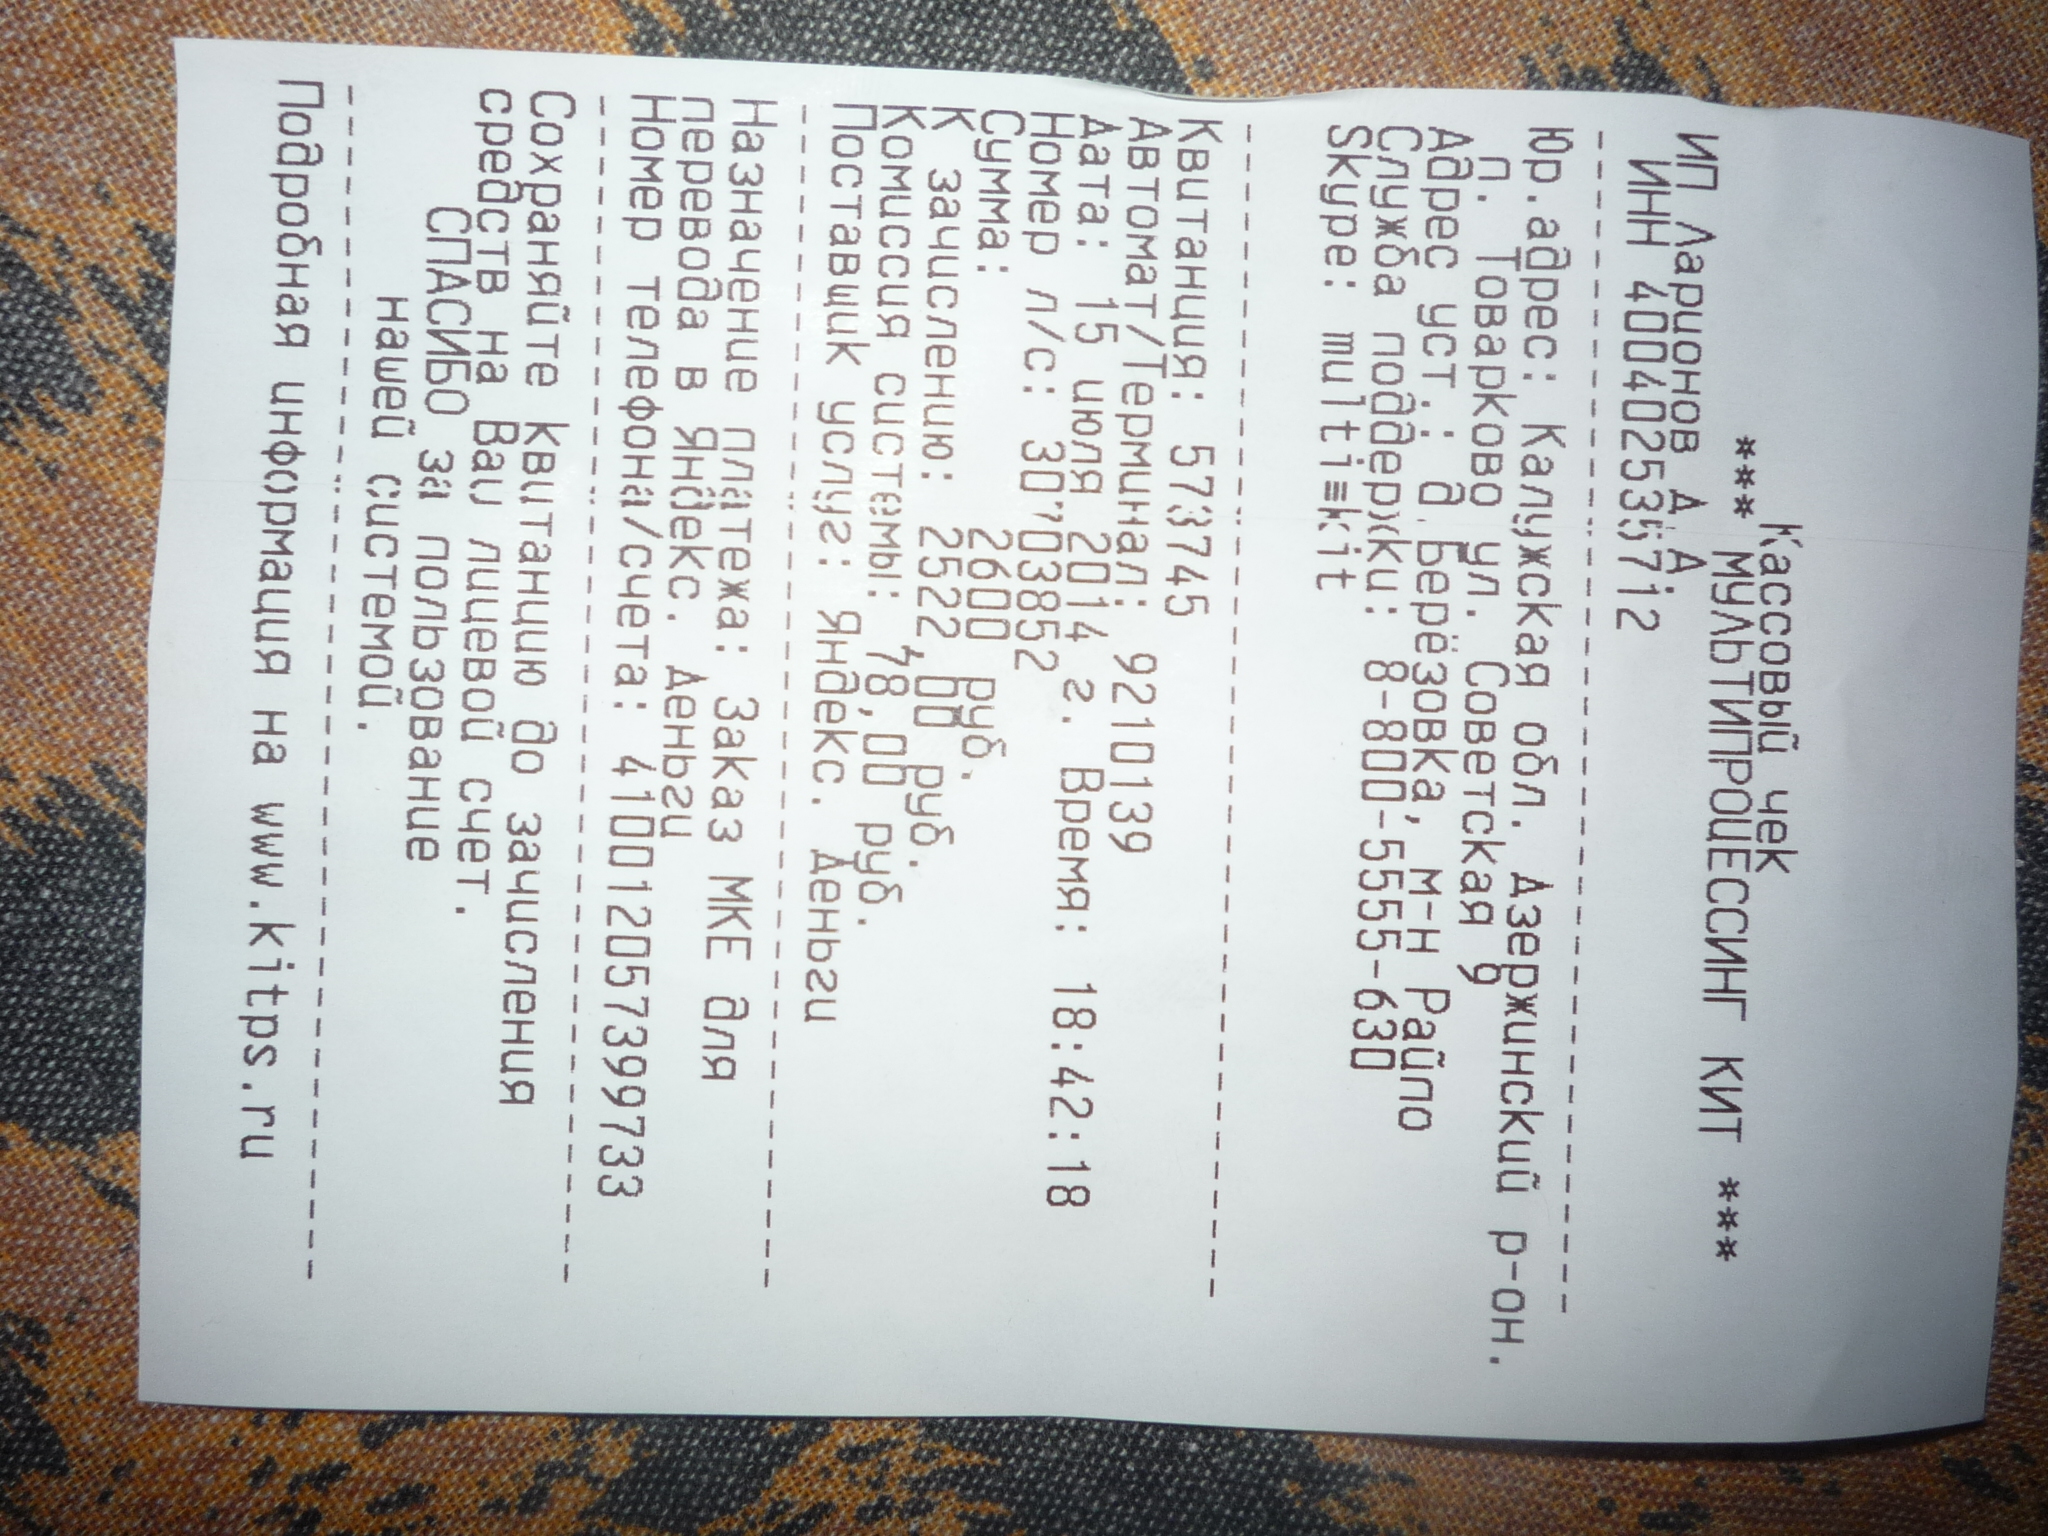 Кассовый чек
*** МУЛЬТИПРОЦЕССИНГ КИТ ***
ИП Ларионов А А
ИНН 400402535712
Юр.адрес: Калужская обл. Дзержинский р-он.
п. Товарково ул. Советская 9
Адрес уст.: д.Берёзовка, м-н Райпо
Служба поддержки: 8-800-5555-630
Skype: multi≡kit
Квитанция: 573745
Автомат/Терминал: 9210139
Дата: 15 июля 2014 г. Время: 18:42:18
Номер л/с: 30703852
Сумма: 2600 руб.
К зачислению: 2522,00 руб.
Комиссия системы: 78,00 руб.
Поставщик услуг: Яндекс. Деньги
Назначение платежа: Заказ МКЕ для
перевода в Яндекс. Деньги
Номер телефона/счета: 410012057399733
Сохраняйте квитанцию до зачисления
средств на Ваш лицевой счет.
СПАСИБО за пользование
нашей системой.
Подробная информация на www.kitps.ru